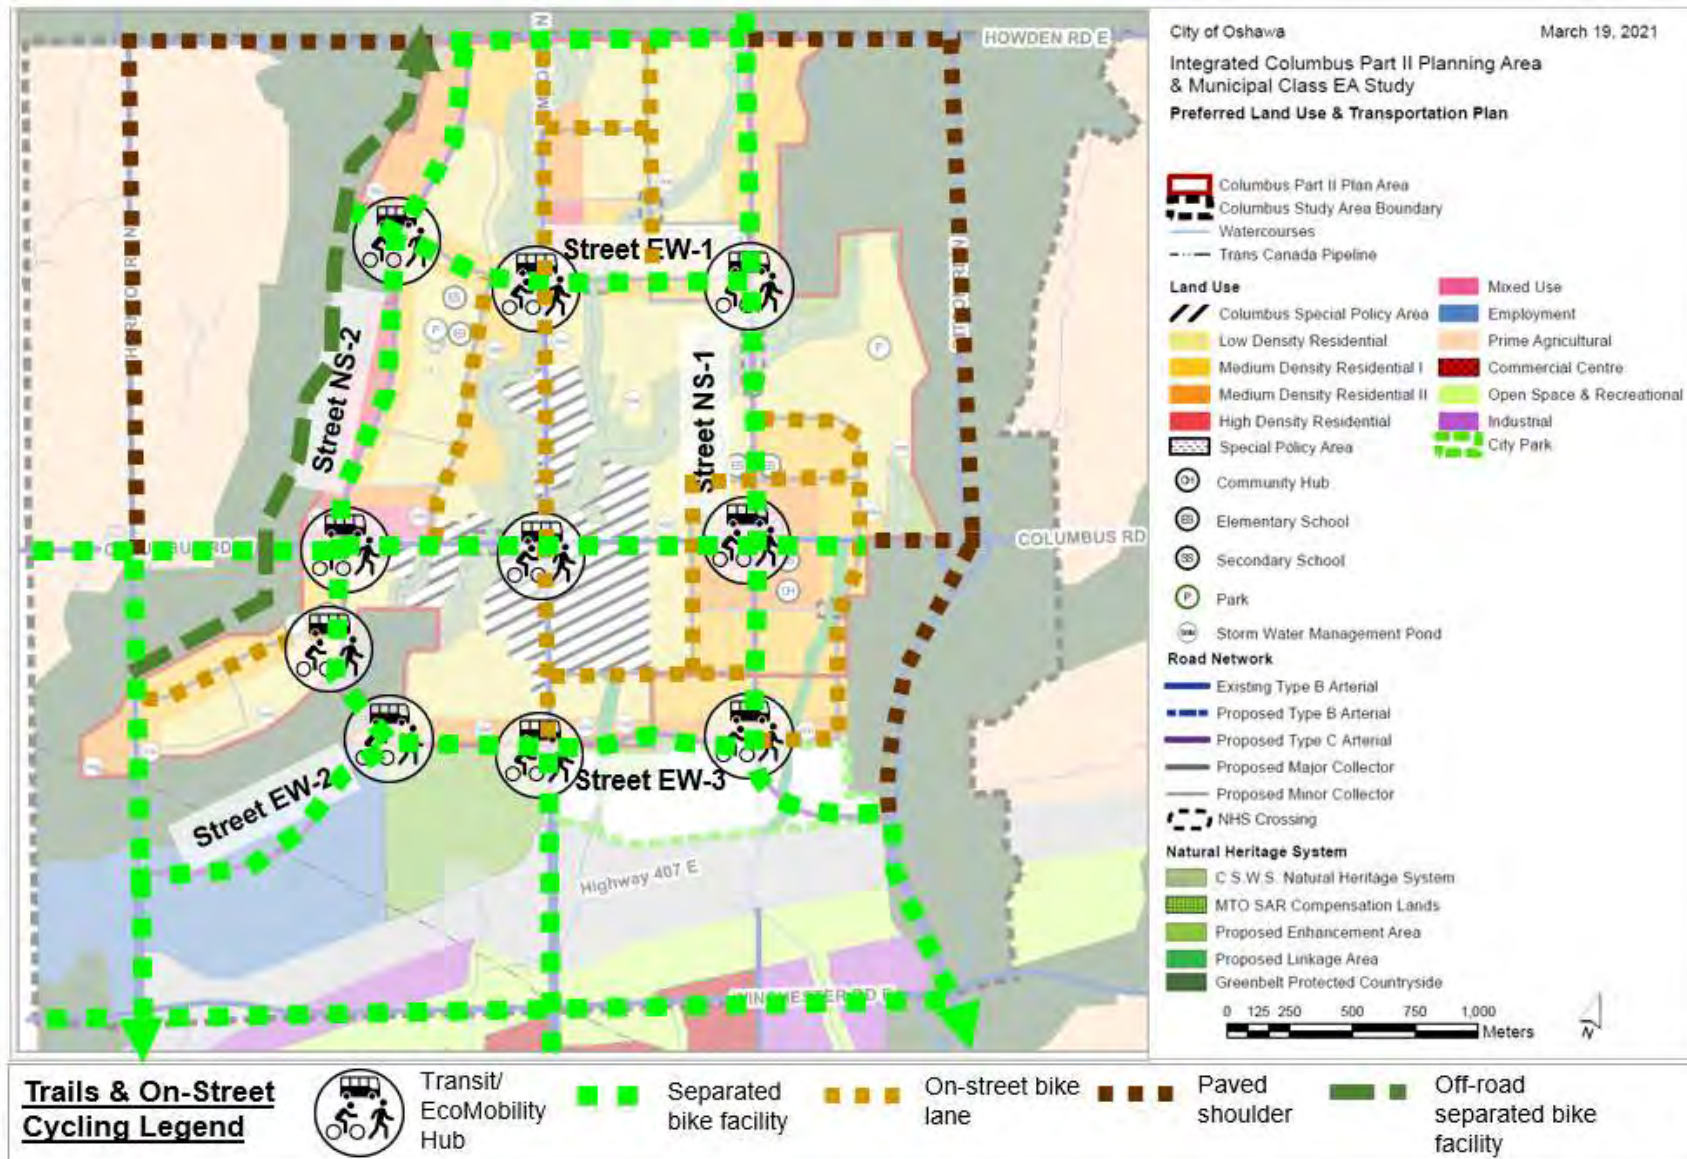 City of Oshawa
March 19, 2021
Integrated Columbus Part II Planning Area
& Municipal Class EA Study
Preferred Land Use & Transportation Plan
Columbus Part II Plan Area
Columbus Study Area Boundary
Watercourses
Trans Canada Pipeline
Land Use
Columbus Special Policy Area
Low Density Residential
Medium Density Residential I
Medium Density Residential II
High Density Residential
Special Policy Area
Mixed Use
Employment
Prime Agricultural
Commercial Centre
Open Space & Recreational
Industrial
City Park
CH
Community Hub
ES
Elementary School
SS
Secondary School
P
Park
Storm Water Management Pond
Road Network
Existing Type B Arterial
Proposed Type B Arterial
Proposed Type C Arterial
Proposed Major Collector
Proposed Minor Collector
NHS Crossing
Natural Heritage System
C.S.W.S. Natural Heritage System
MTO SAR Compensation Lands
Proposed Enhancement Area
Proposed Linkage Area
Greenbelt Protected Countryside
0 125 250 500 750 1,000
Meters
N
HOWDEN RD E
Street EW-1
Street NS-2
Street NS-1
ES
P
P
CH
COLUMBUS RD
Street EW-2
Street EW-3
Highway 407 E
WINCHESTER RD E
Trails & On-Street
Cycling Legend
Transit/
EcoMobility
Hub
Separated
bike facility
On-street bike
lane
Paved
shoulder
Off-road
separated bike
facility